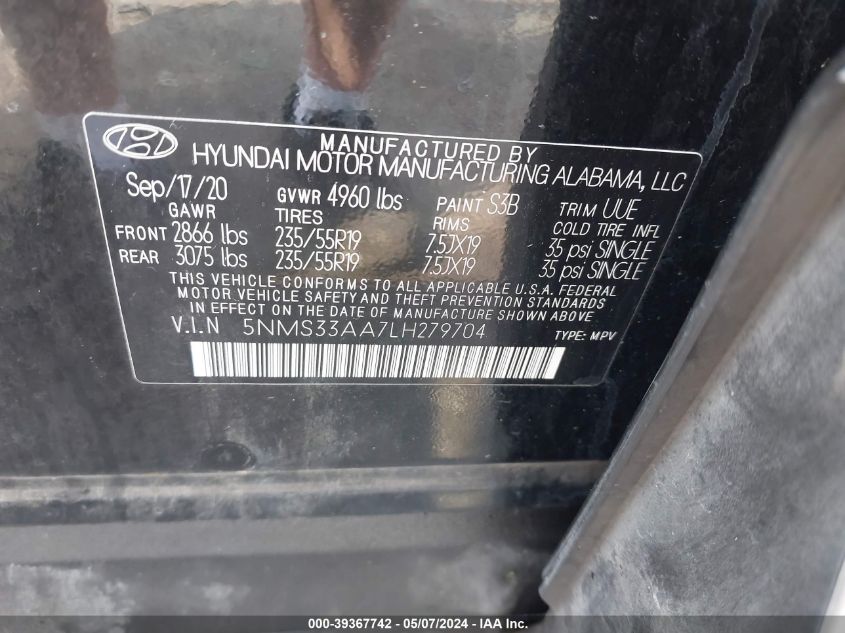 MANUFACTURED BY
HYUNDAI MOTOR MANUFACTURING ALABAMA, LLC
Sep/17/20 GVWR 4960 lbs PAINT S3B TRIM UUE
GAWR TIRES RIMS COLD TIRE INFL
FRONT 2866 lbs 235/55R19 7.5JX19 35 psi SINGLE
REAR 3075 lbs 235/55R19 7.5JX19 35 psi SINGLE
THIS VEHICLE CONFORMS TO ALL APPLICABLE U.S.A. FEDERAL
MOTOR VEHICLE SAFETY AND THEFT PREVENTION STANDARDS
IN EFFECT ON THE DATE OF MANUFACTURE SHOWN ABOVE
V.I.N 5NMS33AA7LH279704 TYPE: MPV
000-39367742 - 05/07/2024 - IAA Inc.